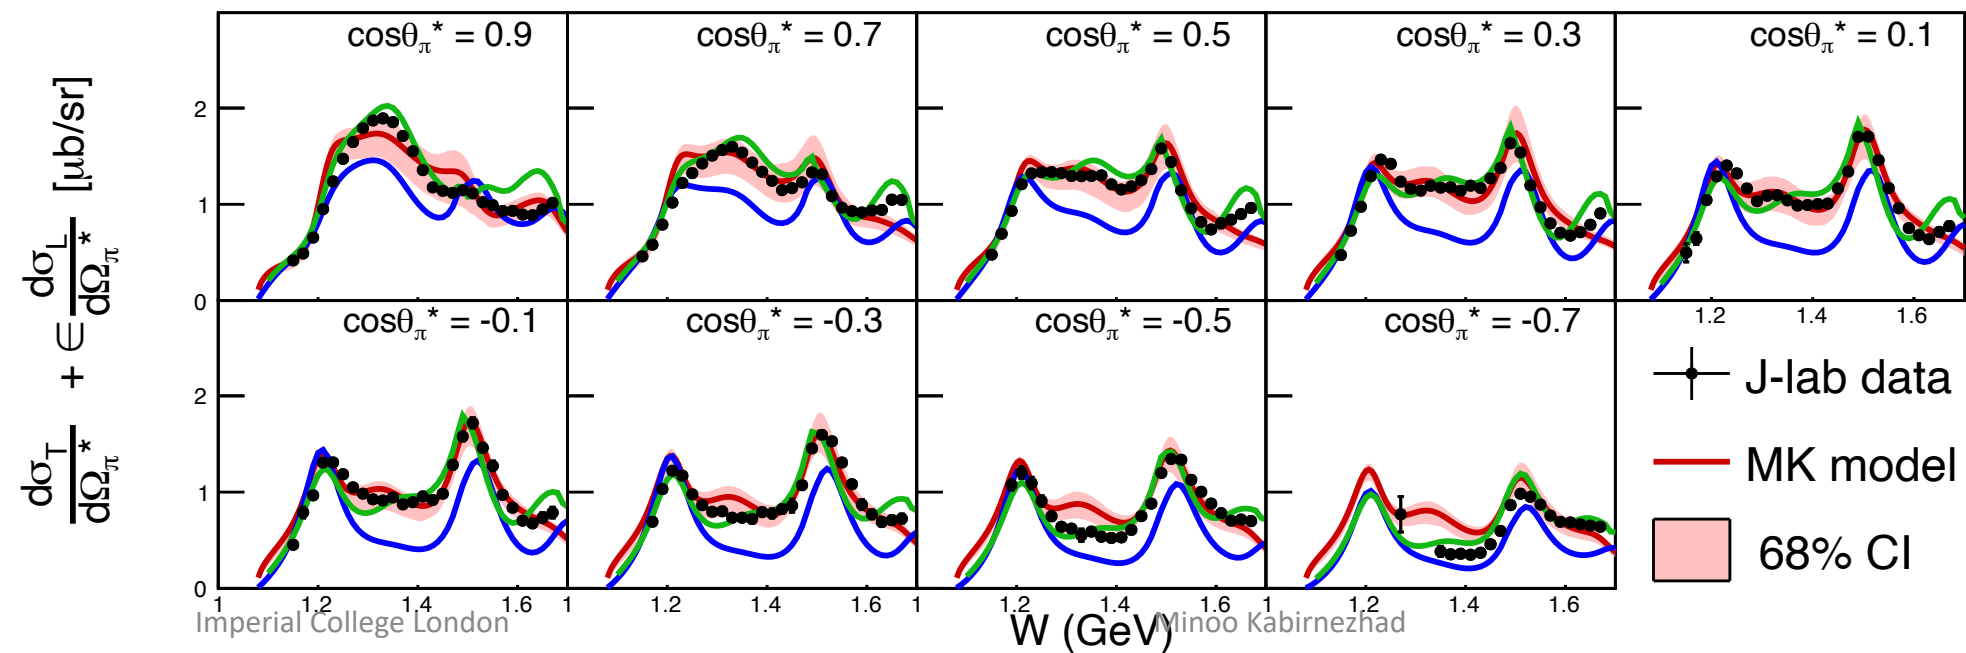 cosθπ* = 0.9
cosθπ* = 0.7
cosθπ* = 0.5
cosθπ* = 0.3
cosθπ* = 0.1
2
1
0
1.2 1.4 1.6
dσT/dΩπ* + ∈ dσL/dΩπ* [μb/sr]
cosθπ* = -0.1
cosθπ* = -0.3
cosθπ* = -0.5
cosθπ* = -0.7
2
1
0
1 1.2 1.4 1.6 1 1.2 1.4 1.6 1 1.2 1.4 1.6 1.2 1.4 1.6
J-lab data
MK model
68% CI
W (GeV)
Imperial College London
Minoo Kabirnezhad